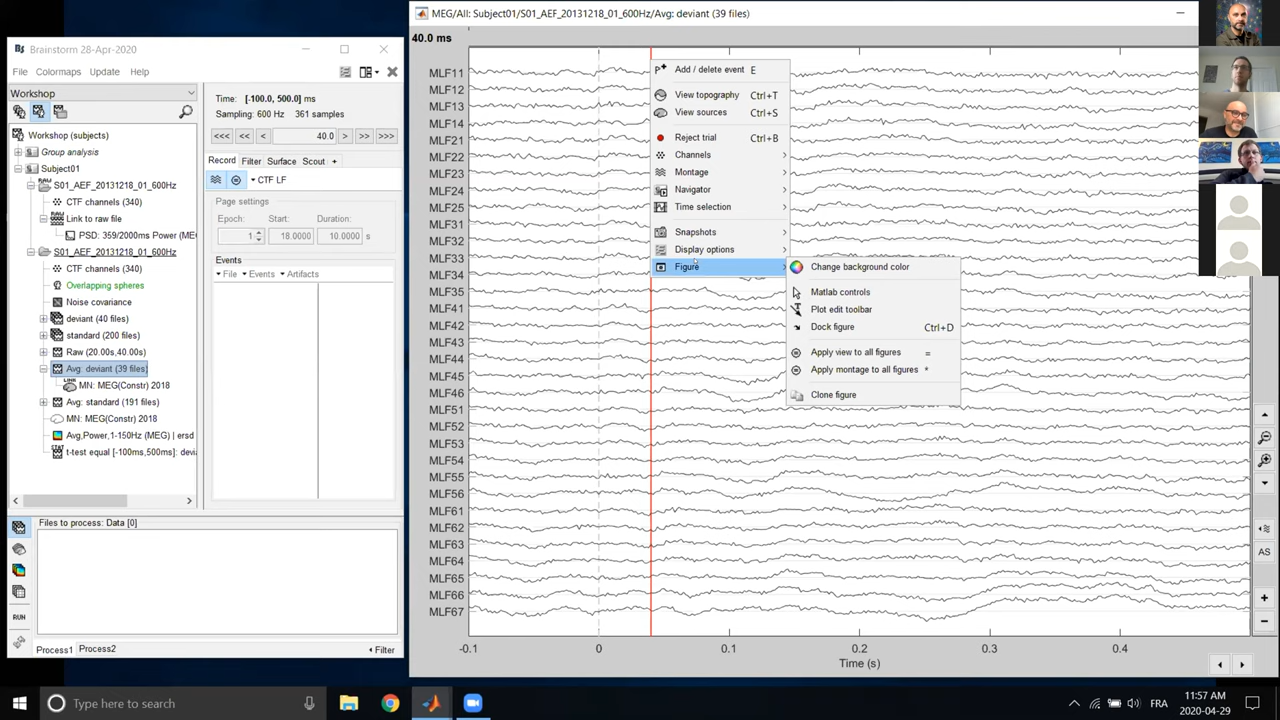 Brainstorm 28-Apr-2020
File Colormaps Update Help
Workshop
Workshop (subjects)
Group analysis
Subject01
S01_AEF_20131218_01_600Hz
CTF channels (340)
Link to raw file
PSD: 359/2000ms Power (ME
S01_AEF_20131218_01_600Hz
CTF channels (340)
Overlapping spheres
Noise covariance
deviant (40 files)
standard (200 files)
Raw (20.00s,40.00s)
Avg: deviant (39 files)
LINK
MN: MEG(Constr) 2018
Avg: standard (191 files)
MN: MEG(Constr) 2018
Avg,Power,1-150Hz (MEG) | ersd
STAT
t-test equal [-100ms,500ms]: devi
Time: [-100.0, 500.0] ms
Sampling: 600 Hz 361 samples
<<< << < 40.0 > >> >>>
Record Filter Surface Scout +
CTF LF
Page settings
Epoch: Start: Duration:
1 18.0000 10.0000 s
Events
File Events Artifacts
Files to process: Data [0]
RUN
Process1 Process2 Filter
MEG/All: Subject01/S01_AEF_20131218_01_600Hz/Avg: deviant (39 files)
40.0 ms
MLF11
MLF12
MLF13
MLF14
MLF21
MLF22
MLF23
MLF24
MLF25
MLF31
MLF32
MLF33
MLF34
MLF35
MLF41
MLF42
MLF43
MLF44
MLF45
MLF46
MLF51
MLF52
MLF53
MLF54
MLF55
MLF56
MLF61
MLF62
MLF63
MLF64
MLF65
MLF66
MLF67
Add / delete event E
View topography Ctrl+T
View sources Ctrl+S
Reject trial Ctrl+B
Channels
Montage
Navigator
Time selection
Snapshots
Display options
Figure
Change background color
Matlab controls
Plot edit toolbar
Dock figure Ctrl+D
Apply view to all figures =
Apply montage to all figures *
Clone figure
AS
+
−
-0.1 0 0.1 0.2 0.3 0.4
Time (s)
Type here to search
FRA
11:57 AM
2020-04-29